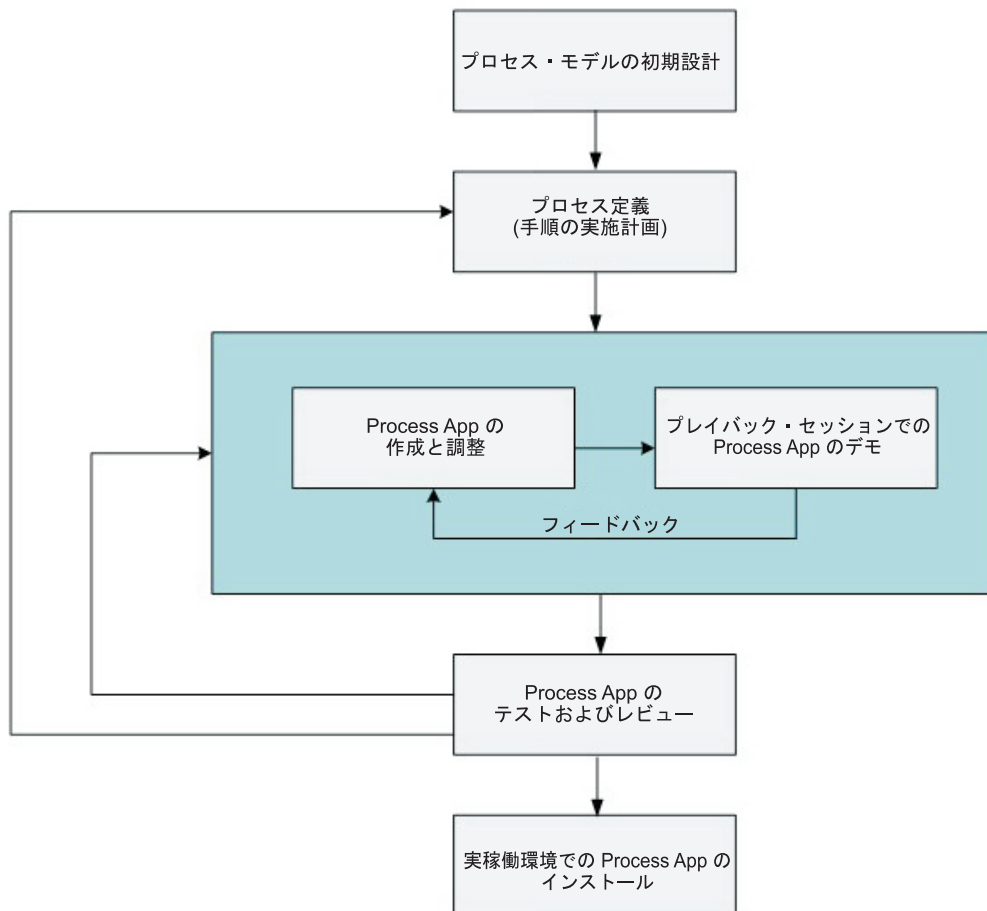 プロセス・モデルの初期設計
プロセス定義
(手順の実施計画)
Process App の
作成と調整
プレイバック・セッションでの
Process App のデモ
フィードバック
Process App の
テストおよびレビュー
実稼働環境での Process App の
インストール